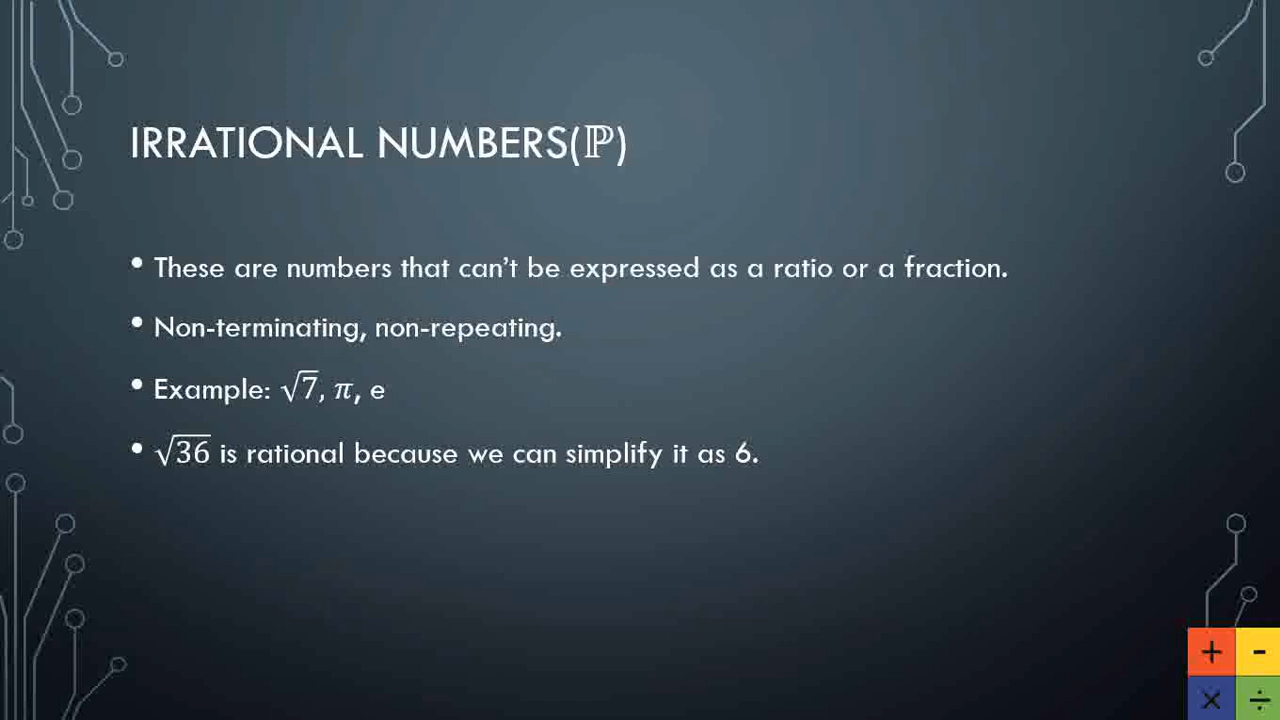 IRRATIONAL NUMBERS(ℙ)
• These are numbers that can’t be expressed as a ratio or a fraction.
• Non-terminating, non-repeating.
• Example: √7, π, e
• √36 is rational because we can simplify it as 6.
+ -
× ÷